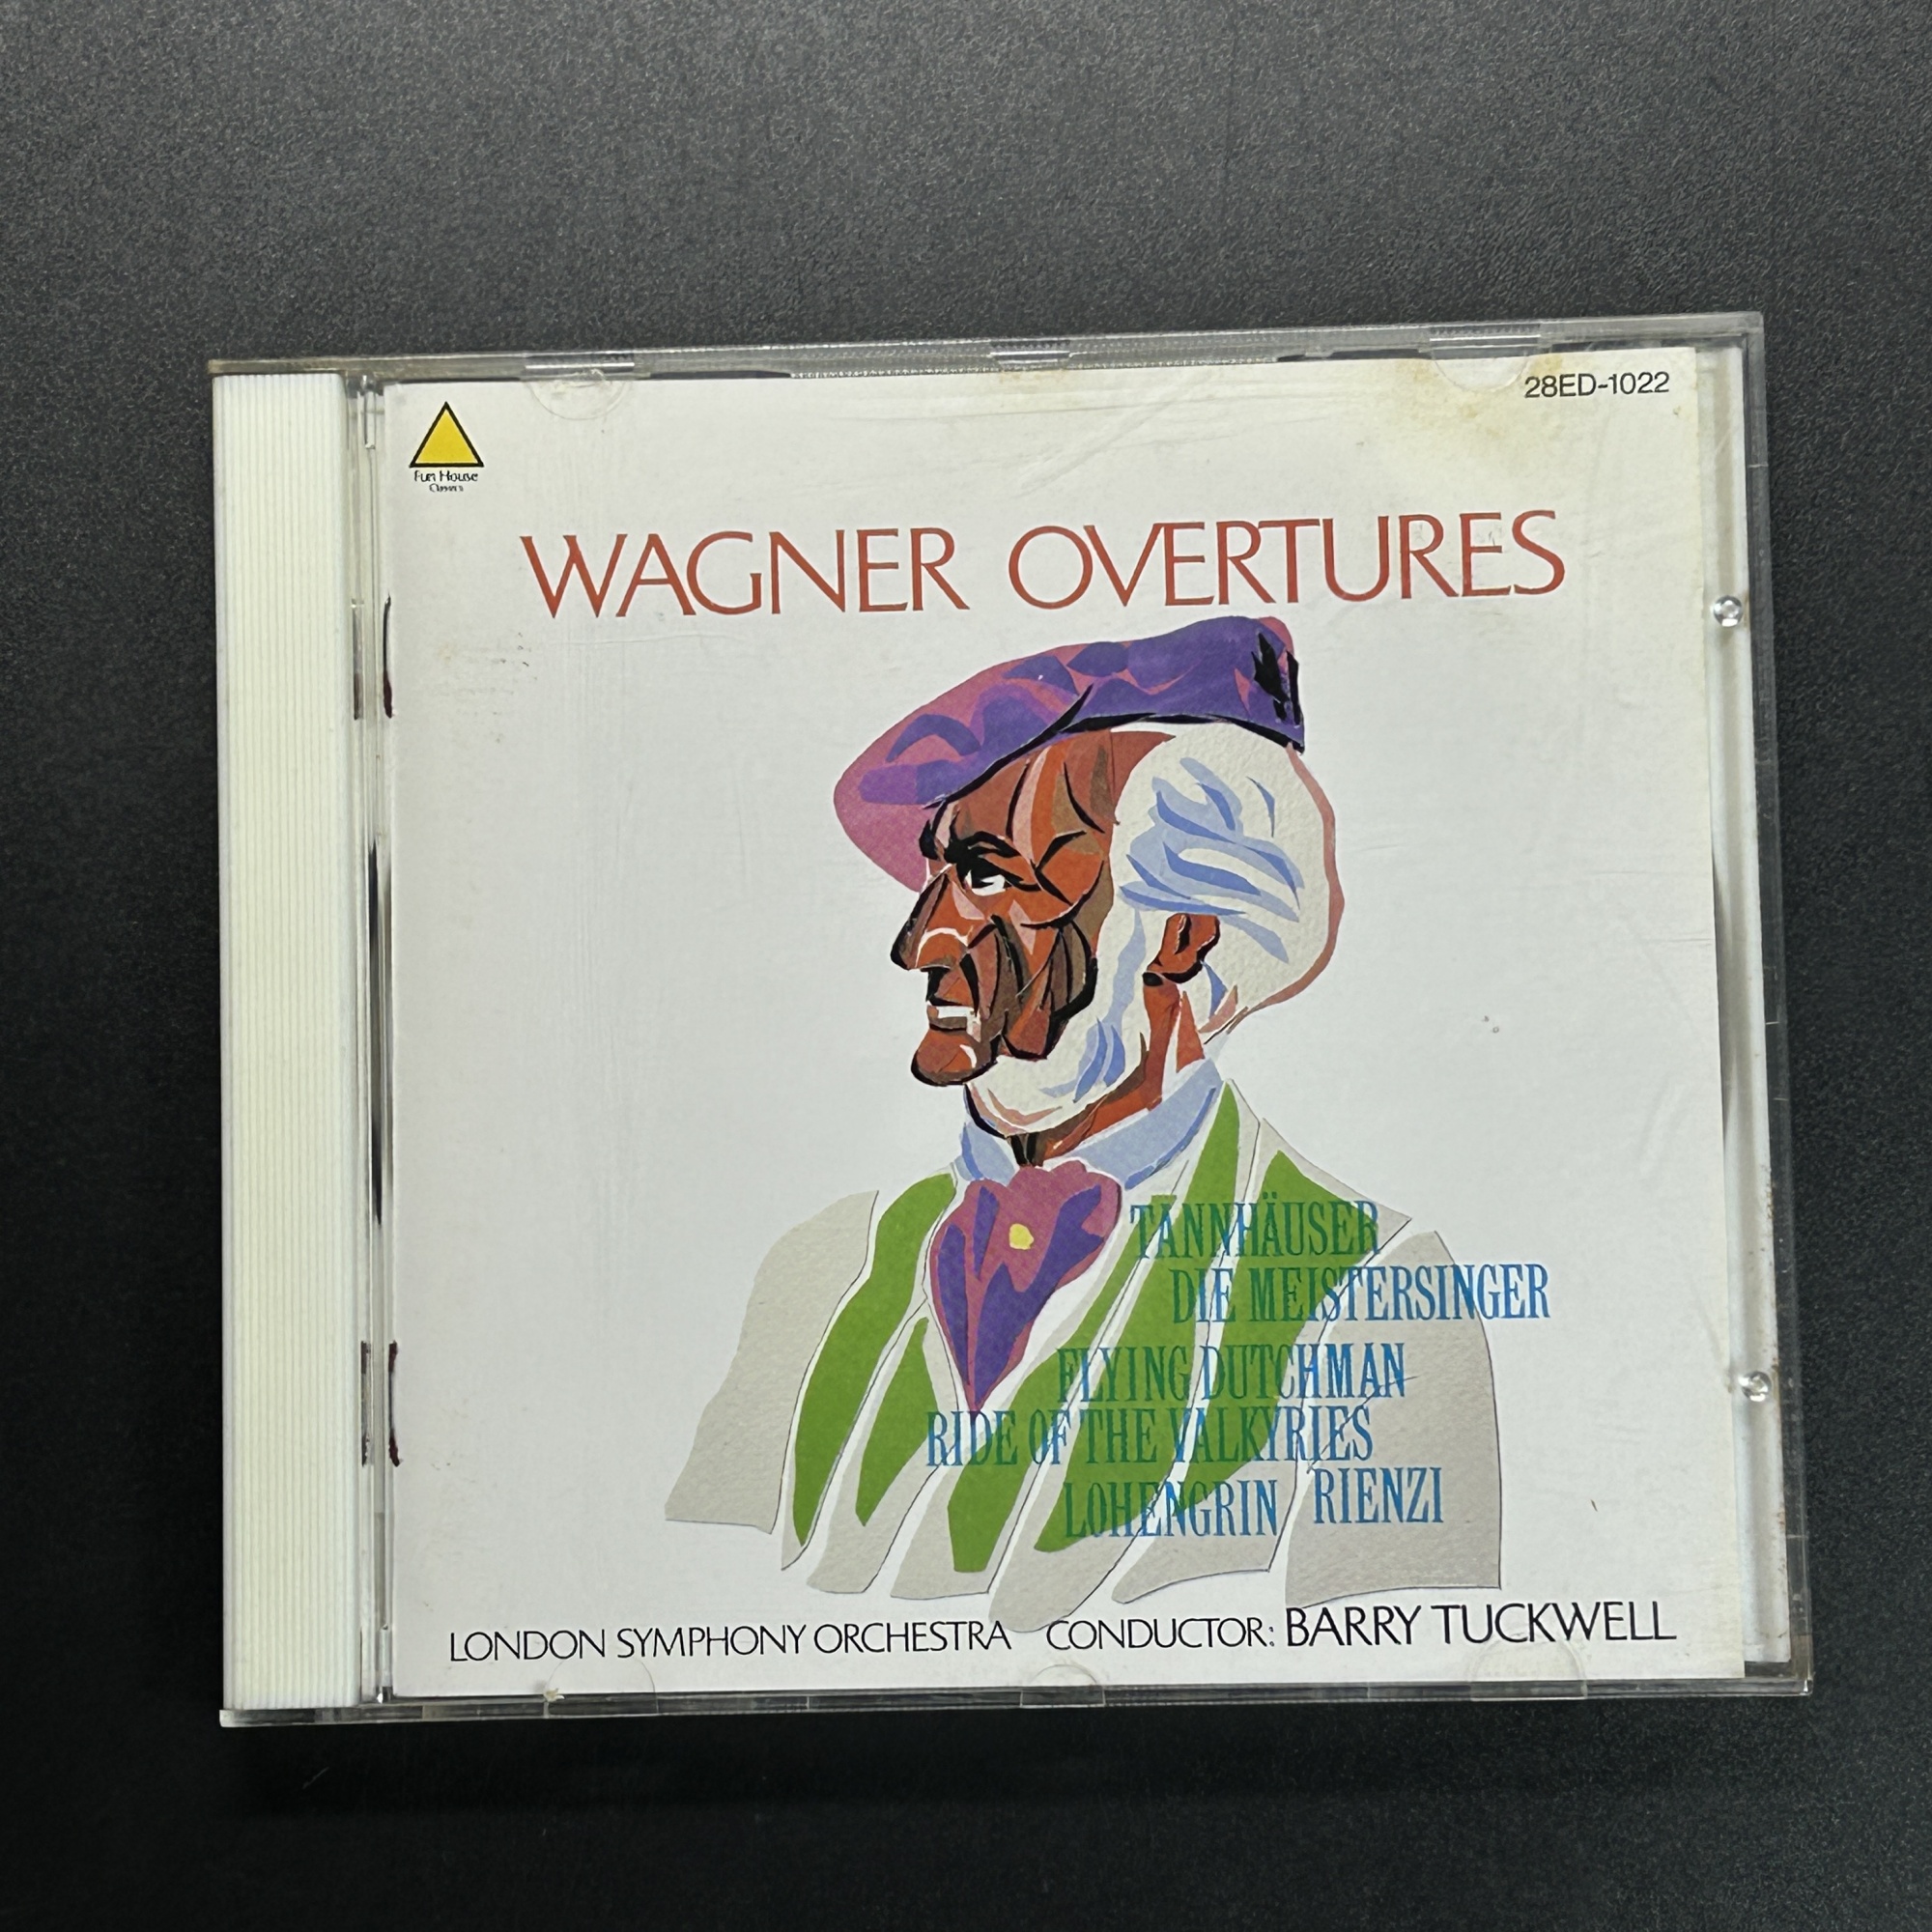 28ED-1022
Fun House
Classics
WAGNER OVERTURES
TANNHÄUSER
DIE MEISTERSINGER
FLYING DUTCHMAN
RIDE OF THE VALKYRIES
LOHENGRIN RIENZI
LONDON SYMPHONY ORCHESTRA CONDUCTOR: BARRY TUCKWELL